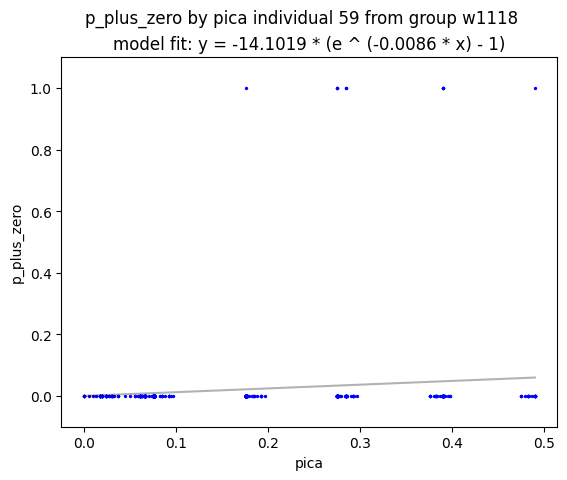 p_plus_zero by pica individual 59 from group w1118
model fit: y = -14.1019 * (e ^ (-0.0086 * x) - 1)
1.0
0.8
0.6
0.4
0.2
0.0
p_plus_zero
0.0 0.1 0.2 0.3 0.4 0.5
pica